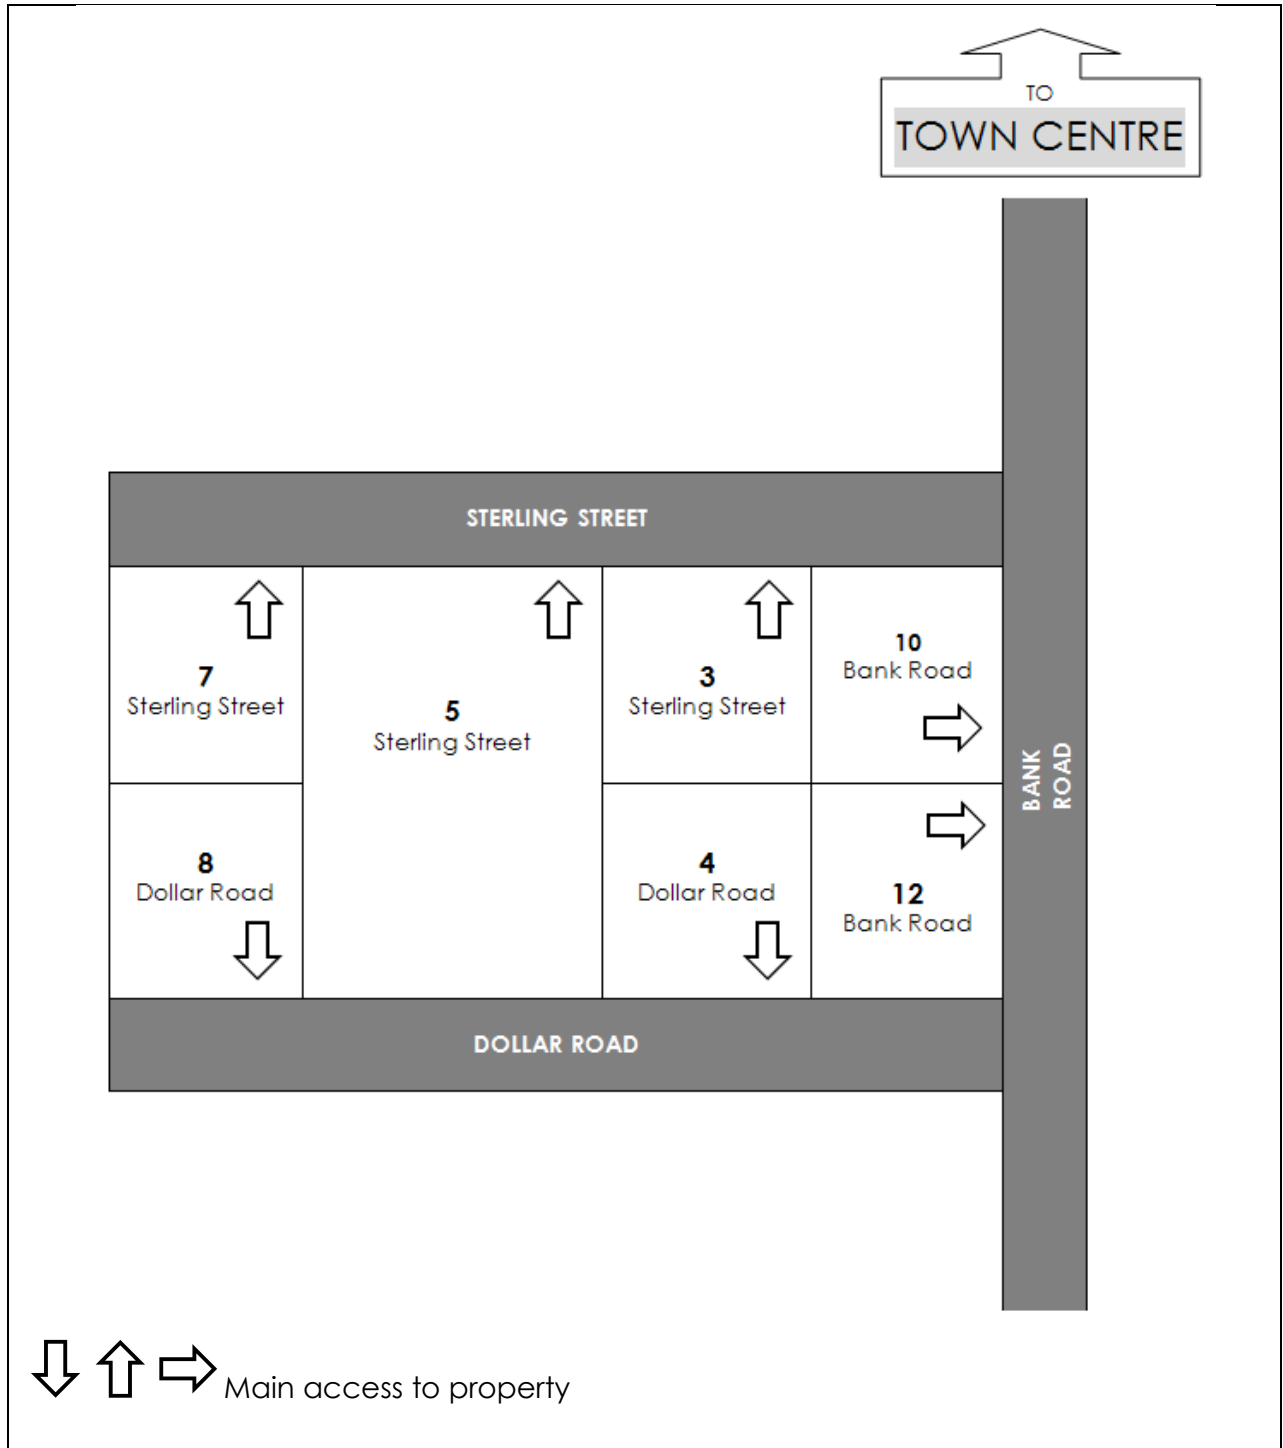 TO
TOWN CENTRE
STERLING STREET
7
Sterling Street
5
Sterling Street
3
Sterling Street
10
Bank Road
BANK
ROAD
8
Dollar Road
4
Dollar Road
12
Bank Road
DOLLAR ROAD
Main access to property